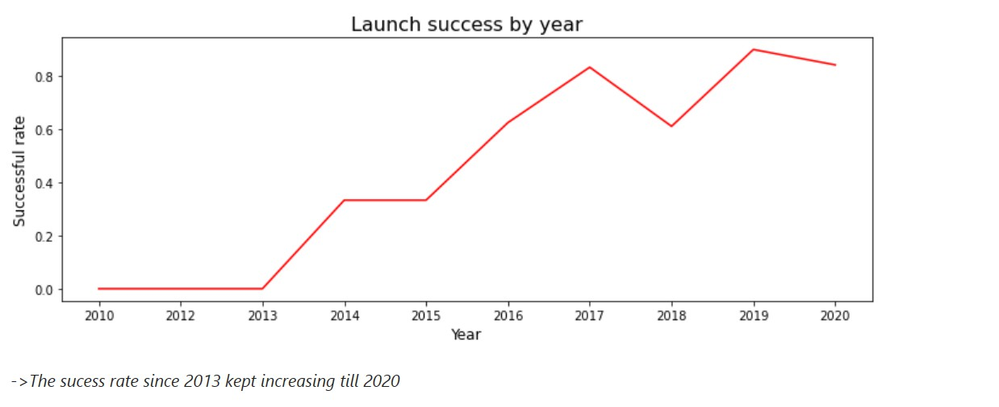 Launch success by year
Successful rate
0.8
0.6
0.4
0.2
0.0
2010 2012 2013 2014 2015 2016 2017 2018 2019 2020
Year
->The sucess rate since 2013 kept increasing till 2020